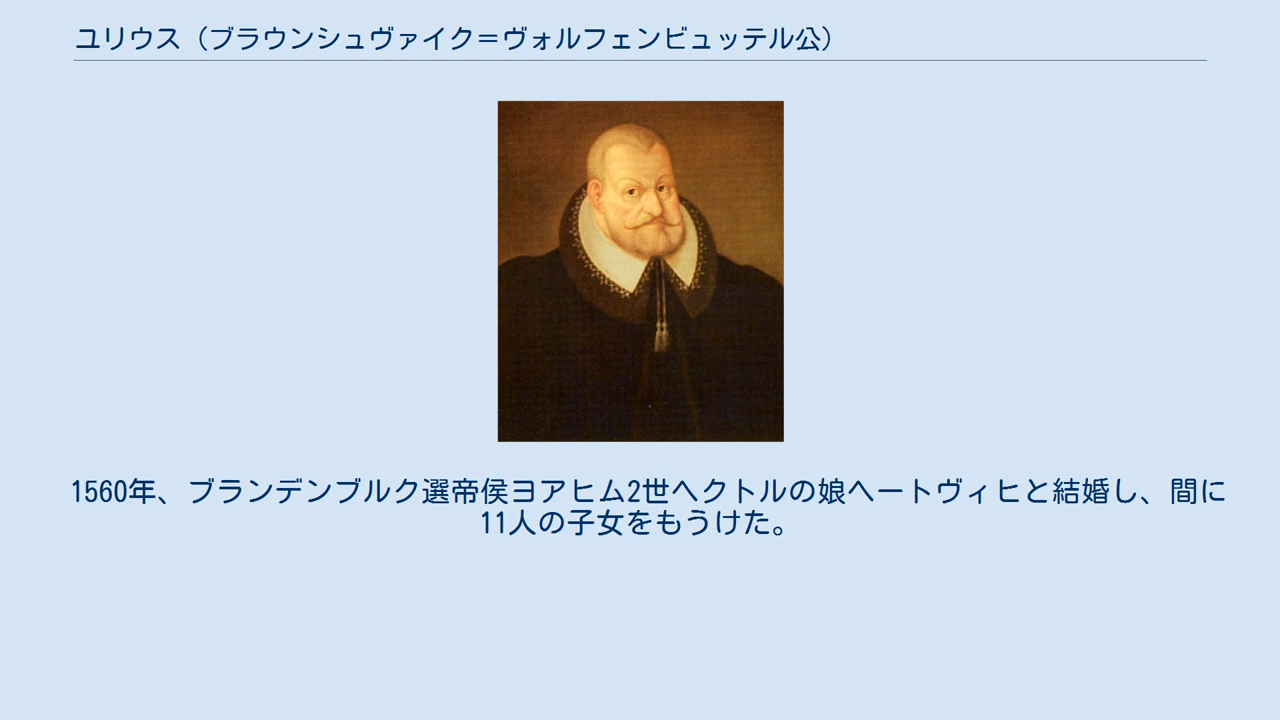 ユリウス（ブラウンシュヴァイク＝ヴォルフェンビュッテル公）
1560年、ブランデンブルク選帝侯ヨアヒム2世ヘクトルの娘ヘートヴィヒと結婚し、間に
11人の子女をもうけた。